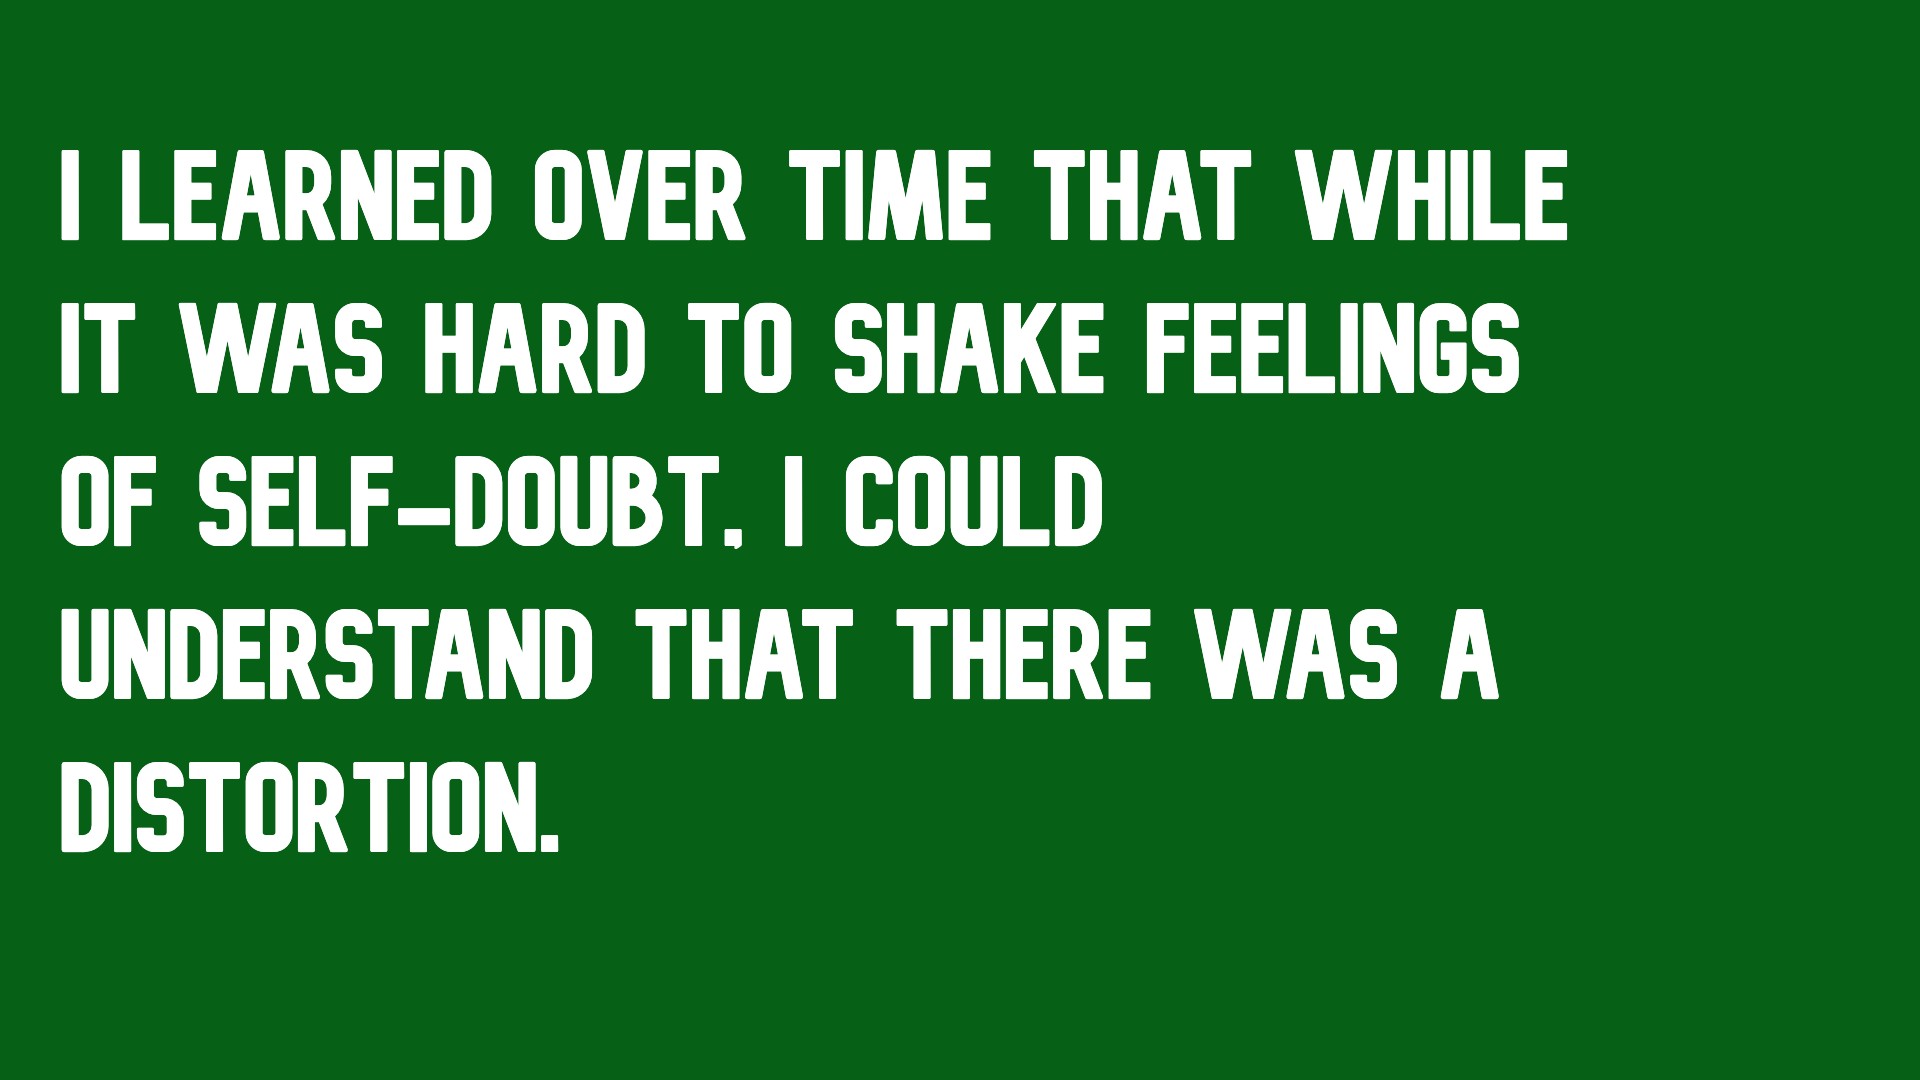 I LEARNED OVER TIME THAT WHILE
IT WAS HARD TO SHAKE FEELINGS
OF SELF-DOUBT, I COULD
UNDERSTAND THAT THERE WAS A
DISTORTION.